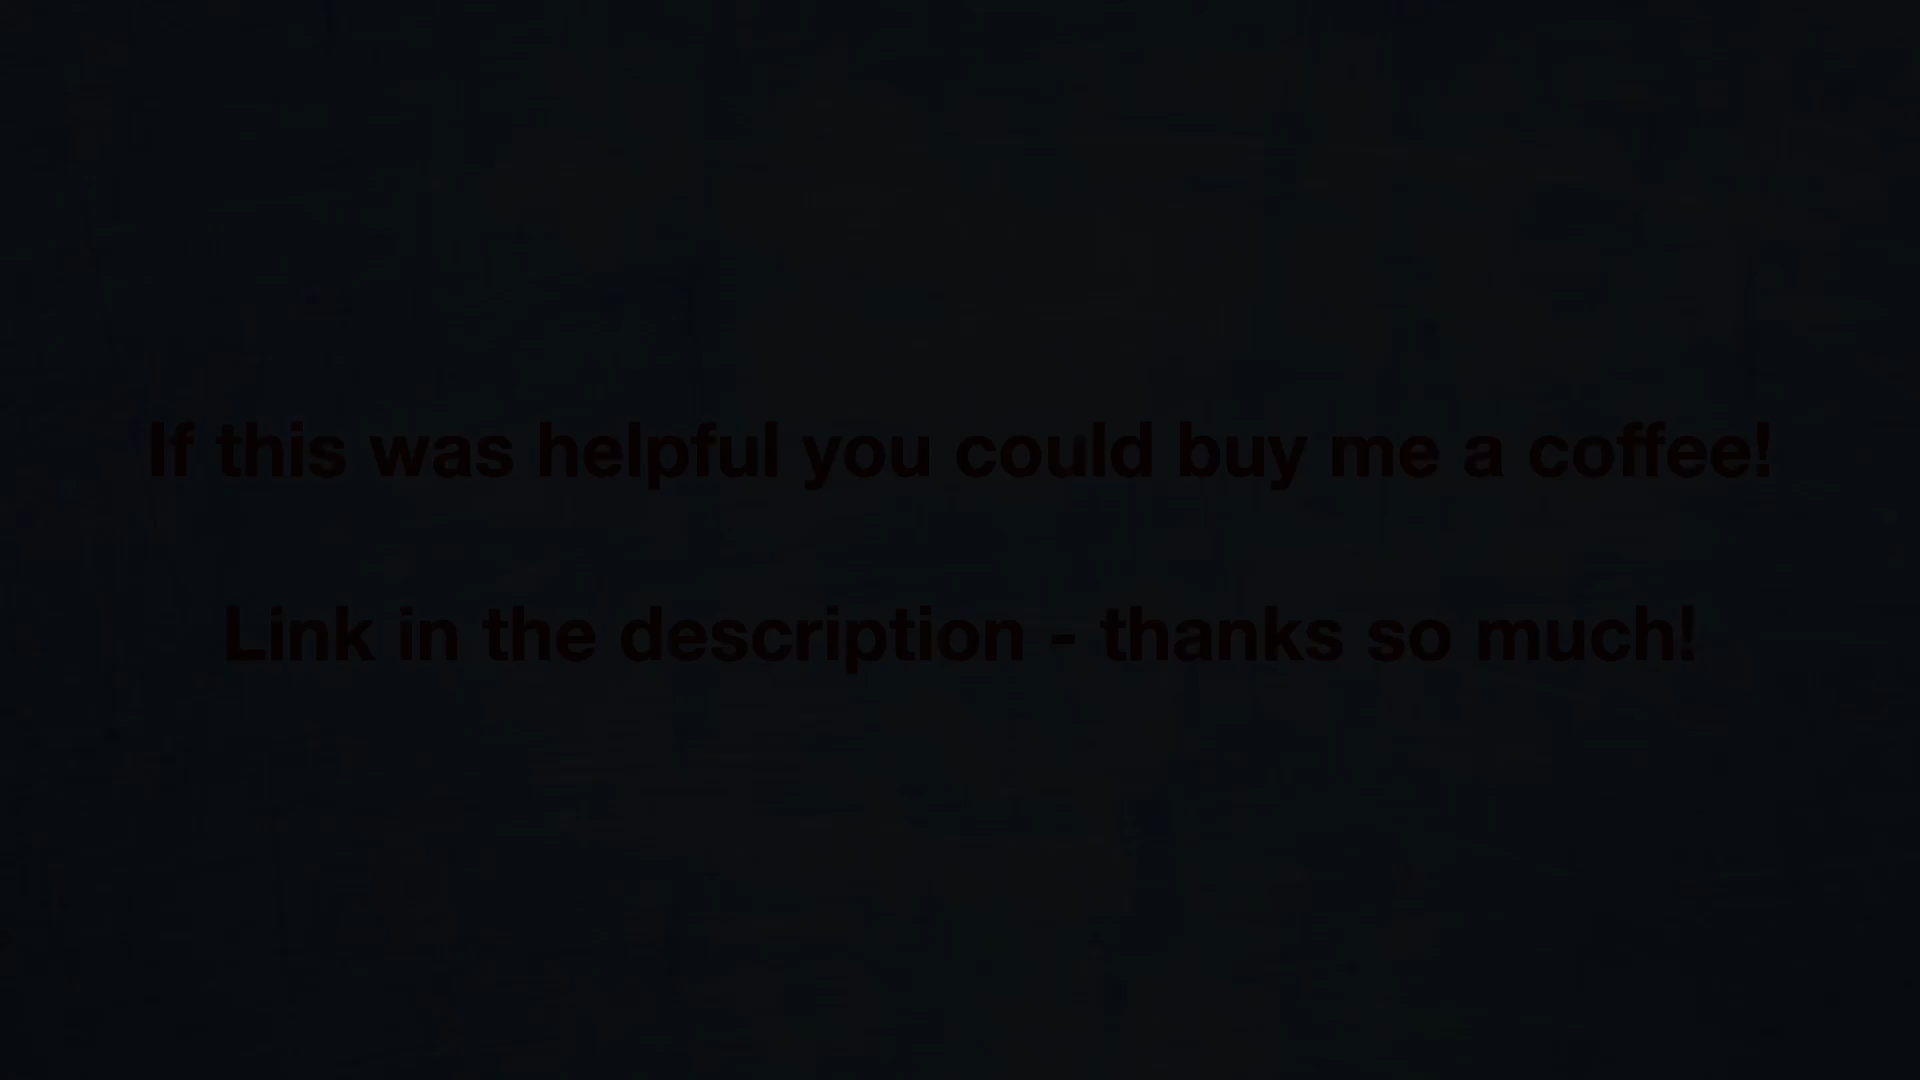 If this was helpful you could buy me a coffee!
Link in the description - thanks so much!